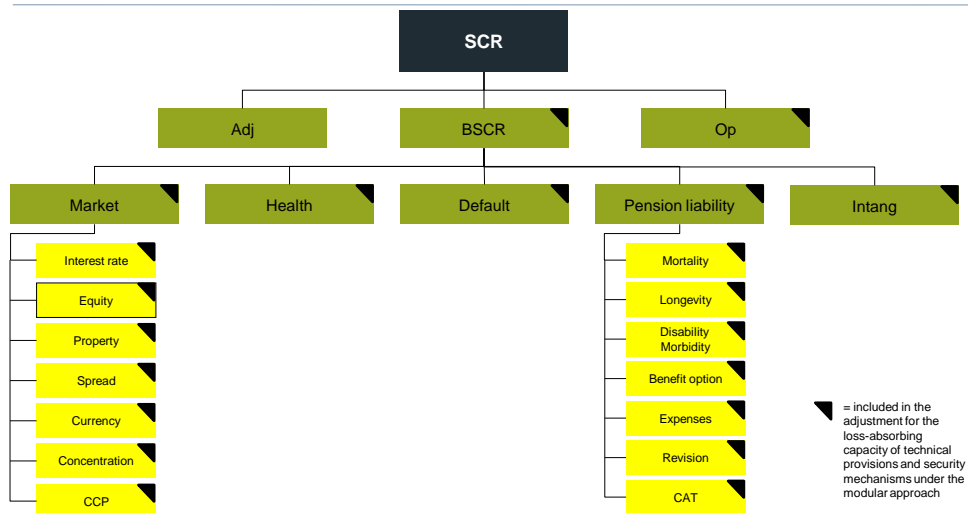 SCR
Adj
BSCR
Op
Market
Health
Default
Pension liability
Intang
Interest rate
Equity
Property
Spread
Currency
Concentration
CCP
Mortality
Longevity
Disability
Morbidity
Benefit option
Expenses
Revision
CAT
= included in the
adjustment for the
loss-absorbing
capacity of technical
provisions and security
mechanisms under the
modular approach